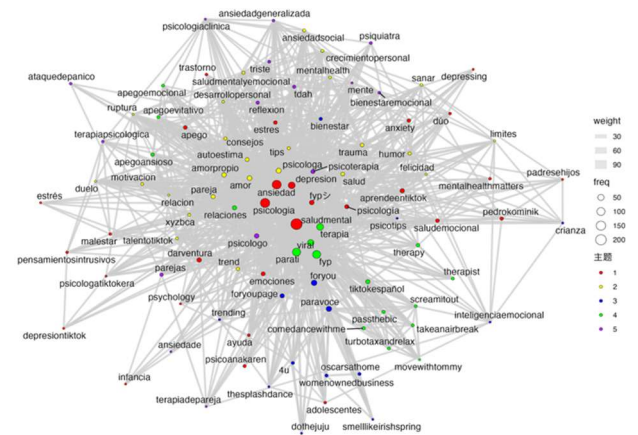 ansiedadgeneralizada
psicologiaclinica
ansiedadsocial
psiquiatra
crecimientopersonal
trastorno
triste
mentalhealth
depressing
ataquedepanico
saludmentalyemocional
sanar
apegoemocional
desarrollopersonal
tdah
mente
bienestaremocional
ruptura
apegoevitativo
reflexion
estres
bienestar
anxiety
dúo
terapiapsicologica
apego
consejos
limites
apegoansioso
autoestima
tips
trauma
humor
amorpropio
psicologa
psicoterapia
felicidad
padresehijos
duelo
motivacion
amor
ansiedad
depresion
salud
mentalhealthmatters
pareja
relacion
fypシ
aprendeentiktok
estrés
psicologia
psicología
pedrokominik
xyzbca
relaciones
saludmental
psicotips
saludemocional
crianza
malestar
talentotiktok
psicologo
terapia
viral
pensamientosintrusivos
darventura
parati
fyp
therapy
trend
parejas
emociones
foryou
therapist
psicologatiktokera
tiktokespañol
foryoupage
paravoce
screamitout
psychology
trending
passthebic
inteligenciaemocional
comedancewithme
takeanairbreak
depresiontiktok
ayuda
turbotaxandrelax
ansiedade
psicoanakaren
4u
oscarsathome
movewithtommy
infancia
thesplashdance
womenownedbusiness
terapiadepareja
adolescentes
dothejuju
smelllikeirishspring
weight
30
60
90
freq
50
100
150
200
主题
1
2
3
4
5